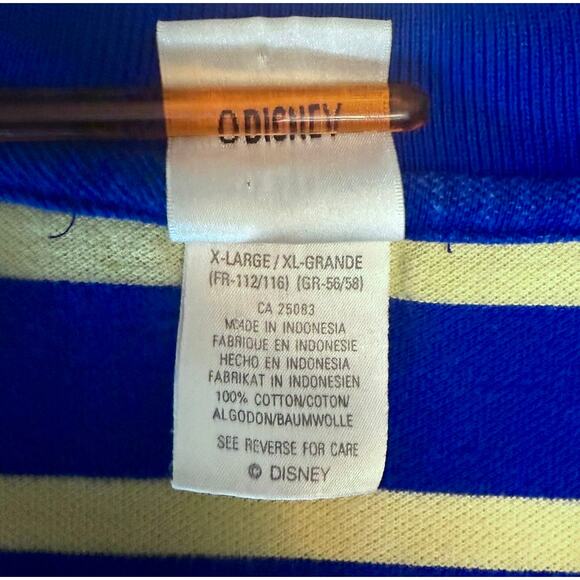 ©DISNEY
X-LARGE / XL-GRANDE
(FR-112/116) (GR-56/58)
CA 25083
MADE IN INDONESIA
FABRIQUE EN INDONESIE
HECHO EN INDONESIA
FABRIKAT IN INDONESIEN
100% COTTON/COTON/
ALGODON/BAUMWOLLE
SEE REVERSE FOR CARE
© DISNEY